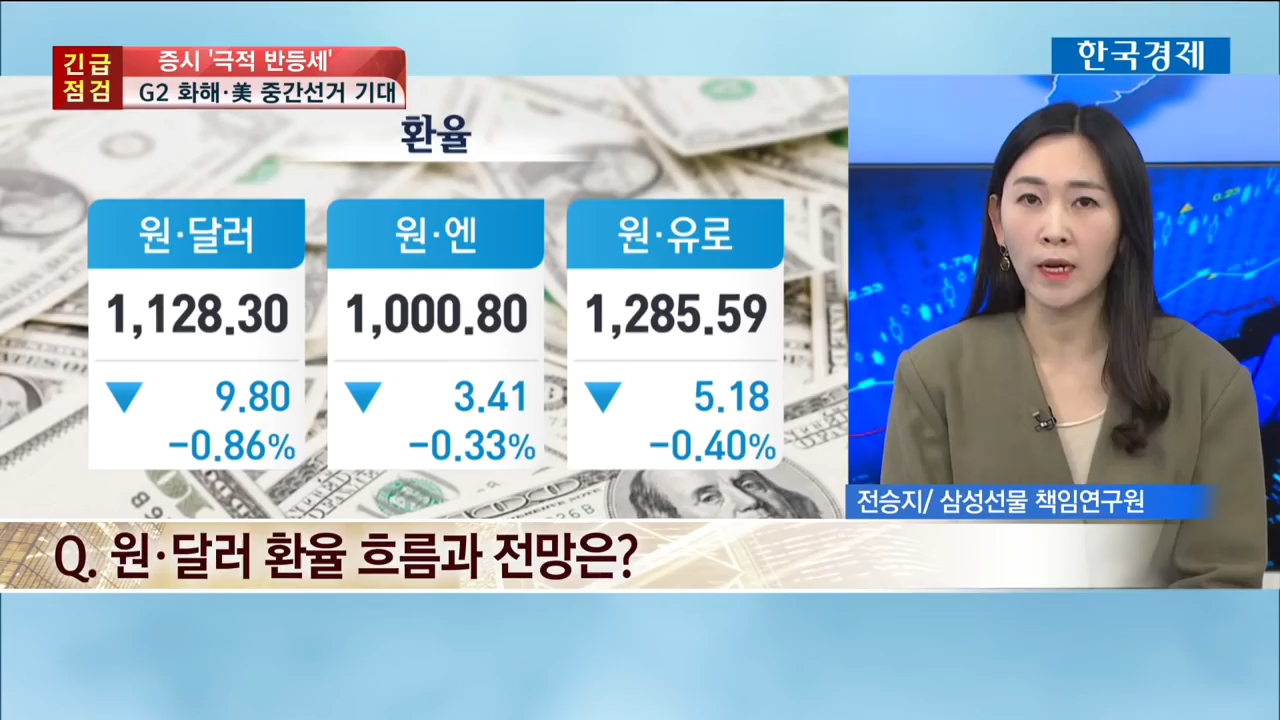 긴급
점검
증시 '극적 반등세'
G2 화해·美 중간선거 기대
한국경제
환율
원·달러
1,128.30
▼ 9.80
-0.86%
원·엔
1,000.80
▼ 3.41
-0.33%
원·유로
1,285.59
▼ 5.18
-0.40%
전승지/ 삼성선물 책임연구원
Q. 원·달러 환율 흐름과 전망은?